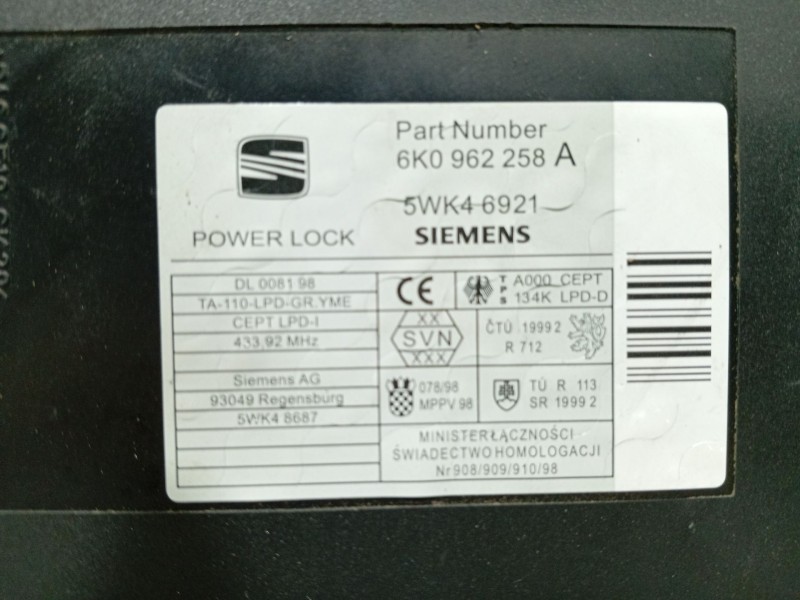 Part Number
6K0 962 258 A
5WK4 6921
POWER LOCK
SIEMENS
DL 0081 98
TA-110-LPD-GR.YME
CEPT LPD-I
433,92 MHz
Siemens AG
93049 Regensburg
5WK4 8687
CE
TPS
A000 CEPT
134K LPD-D
XX
SVN
XXX
ČTÚ 1999 2
R 712
078/98
MPPV 98
TÚ R 113
SR 1999 2
MINISTER ŁĄCZNOŚCI
ŚWIADECTWO HOMOLOGACJI
Nr 908/909/910/98